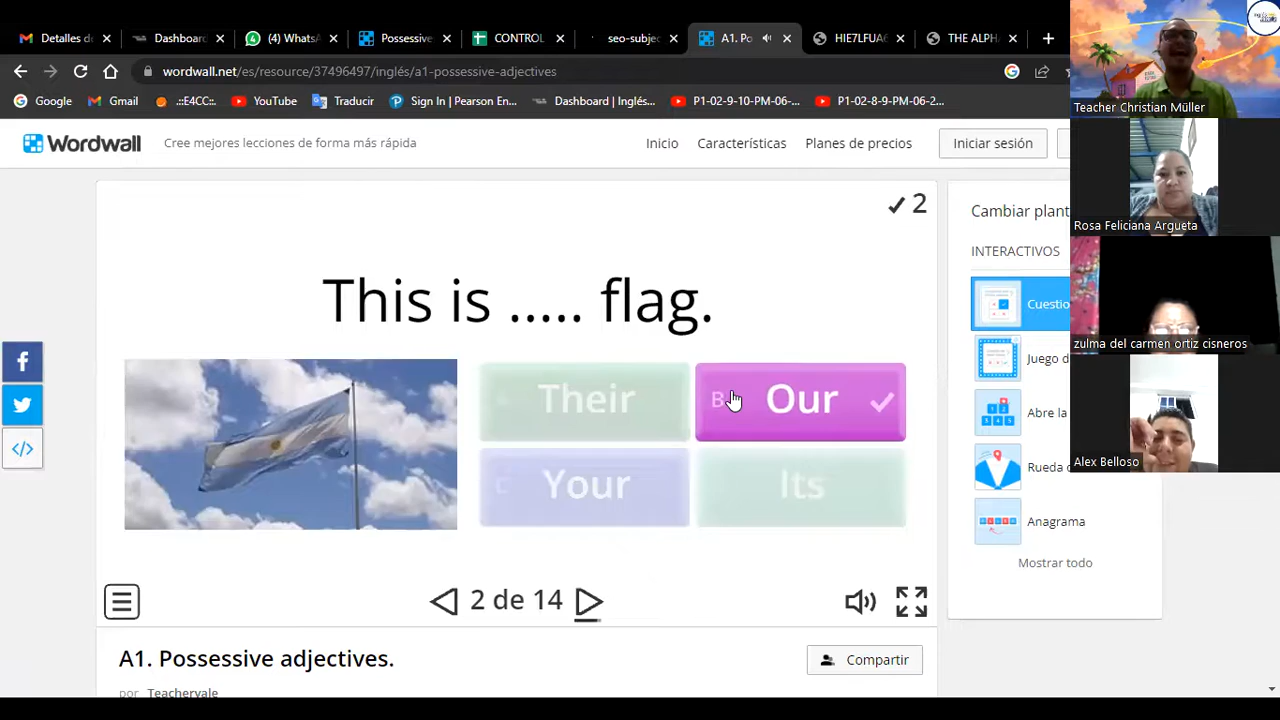 Detalles d
Dashboard
(4) WhatsA
Possessive
CONTROL
seo-subjec
A1. Po
HIE7LFUA
THE ALPH
wordwall.net/es/resource/37496497/inglés/a1-possessive-adjectives
Google
Gmail
.::E4CC::.
YouTube
Traducir
Sign In | Pearson En...
Dashboard | Inglés...
P1-02-9-10-PM-06-...
P1-02-8-9-PM-06-2...
Wordwall
Cree mejores lecciones de forma más rápida
Inicio
Características
Planes de precios
Iniciar sesión
2
This is ..... flag.
Their
B Our
Your
Its
2 de 14
A1. Possessive adjectives.
Compartir
por Teachervale
Cambiar plant
INTERACTIVOS
Cuestio
Juego d
Abre la
Rueda
Anagrama
Mostrar todo
Teacher Christian Müller
Rosa Feliciana Argueta
zulma del carmen ortiz cisneros
Alex Belloso